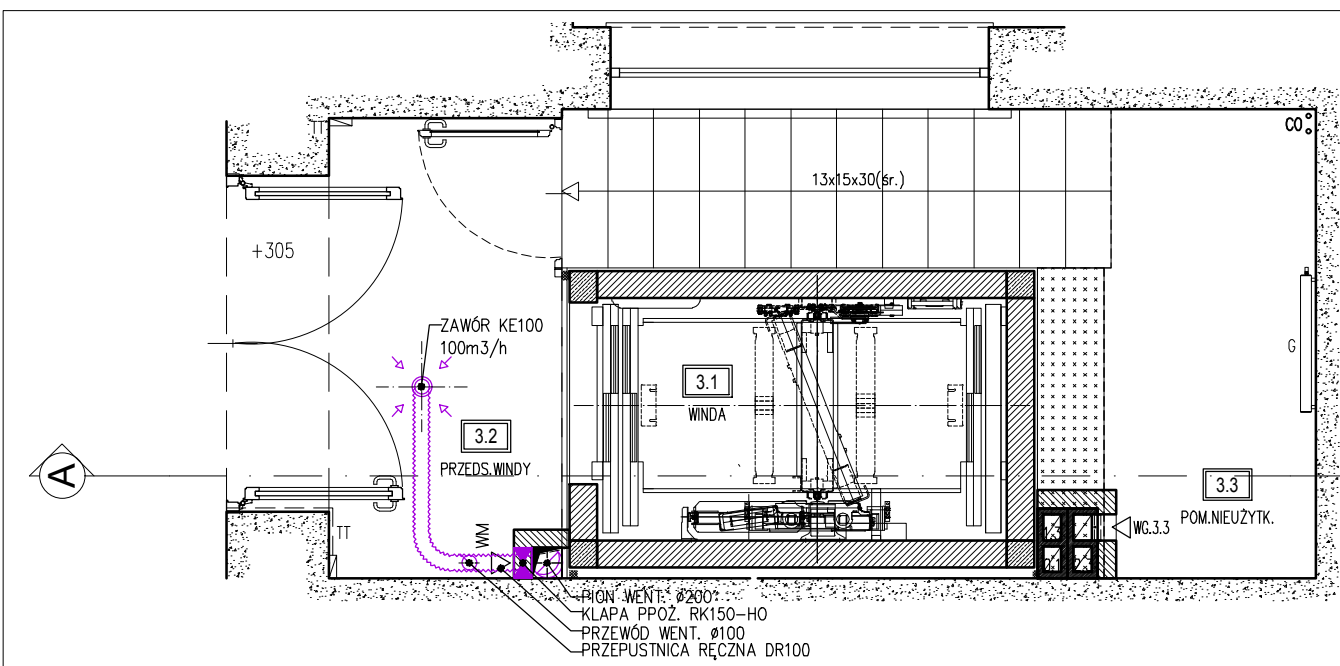 CO
13x15x30(śr.)
+305
ZAWÓR KE100
100m3/h
G
3.1
WINDA
3.2
PRZEDS.WINDY
A
3.3
POM.NIEUŻYTK.
WG.3.3
WM
TT
TT
PION WENT. ø200
KLAPA PPOŻ. RK150-HO
PRZEWÓD WENT. ø100
PRZEPUSTNICA RĘCZNA DR100